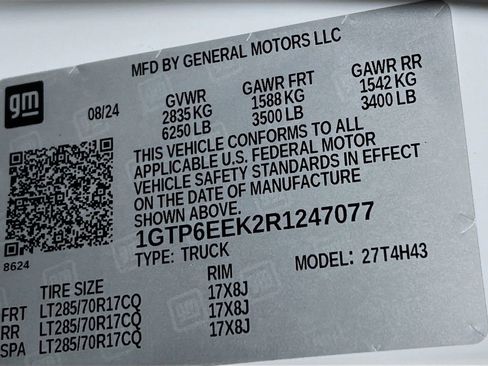 MFD BY GENERAL MOTORS LLC
gm
08/24
GVWR GAWR FRT GAWR RR
2835 KG 1588 KG 1542 KG
6250 LB 3500 LB 3400 LB
THIS VEHICLE CONFORMS TO ALL
APPLICABLE U.S. FEDERAL MOTOR
VEHICLE SAFETY STANDARDS IN EFFECT
ON THE DATE OF MANUFACTURE
SHOWN ABOVE.
1GTP6EEK2R1247077
8624
TYPE: TRUCK MODEL: 27T4H43
TIRE SIZE RIM
FRT LT285/70R17CQ 17X8J
RR LT285/70R17CQ 17X8J
SPA LT285/70R17CQ 17X8J